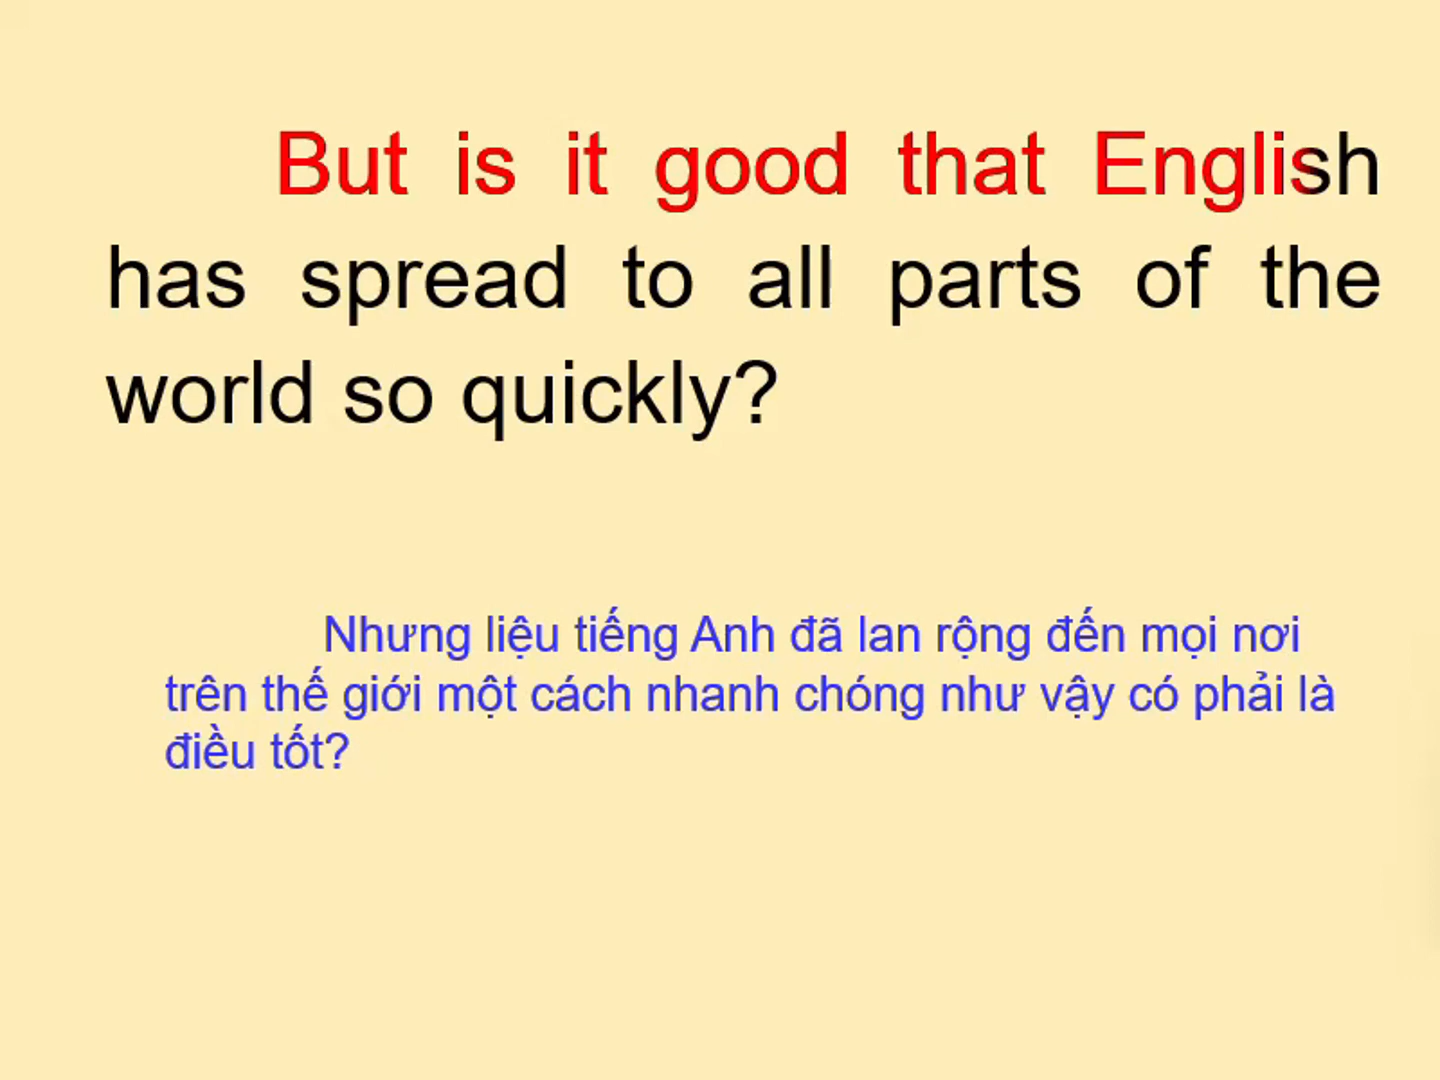 But is it good that English
has spread to all parts of the
world so quickly?
Nhưng liệu tiếng Anh đã lan rộng đến mọi nơi
trên thế giới một cách nhanh chóng như vậy có phải là
điều tốt?